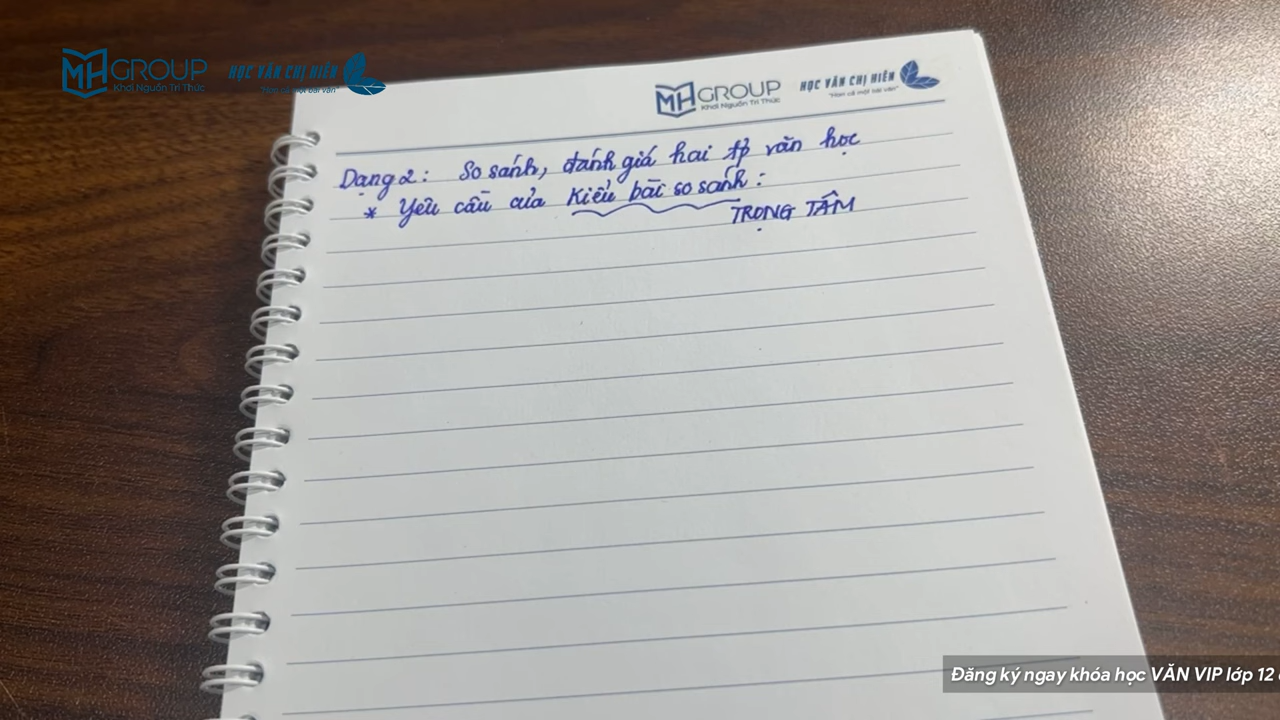 MH GROUP
Khơi Nguồn Tri Thức
HỌC VĂN CHỊ HIÊN
"Hơn cả một bài văn"
MH GROUP
Khơi Nguồn Tri Thức
HỌC VĂN CHỊ HIÊN
"Hơn cả một bài văn"
Dạng 2: So sánh, đánh giá hai tp văn học
* Yêu cầu của kiểu bài so sánh:
TRỌNG TÂM
Đăng ký ngay khóa học VĂN VIP lớp 12